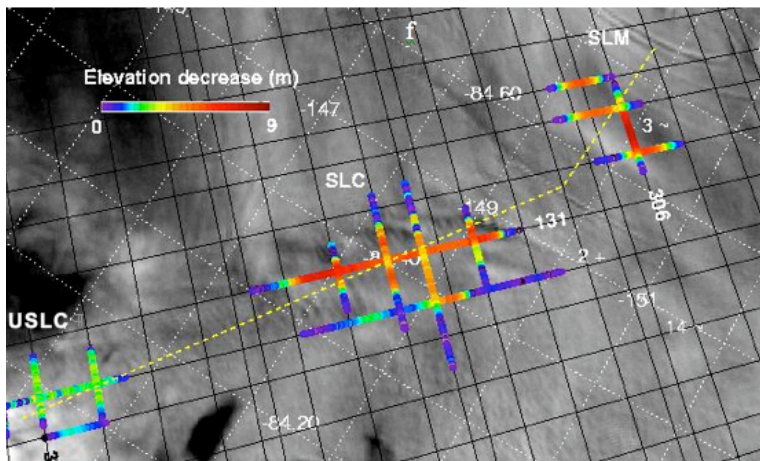 f
SLM
Elevation decrease (m)
-84.60
-147
0
9
3 ~
SLC
306
-149
131
-2 +
-151
USLC
14 ~
-84.20